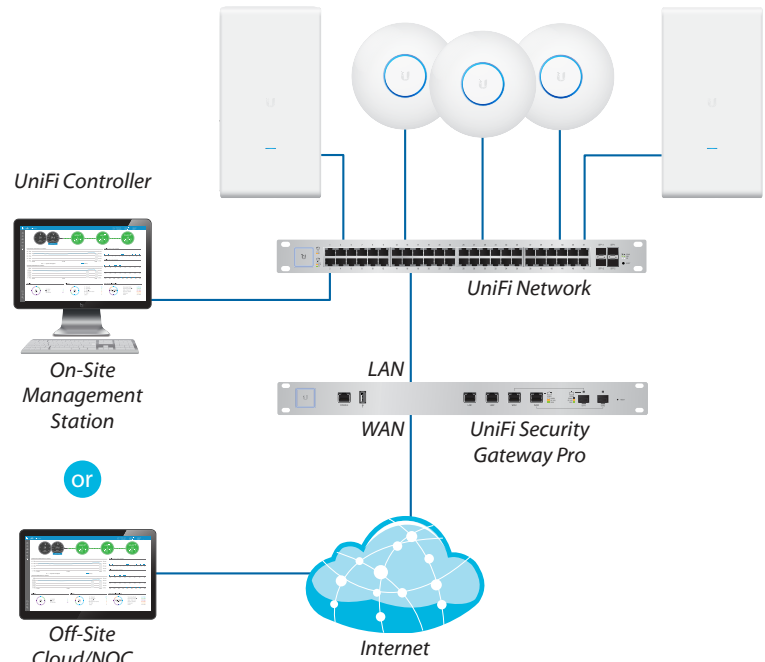 UniFi Controller
UniFi Network
On-Site
Management
Station
LAN
WAN
UniFi Security
Gateway Pro
or
Off-Site
Cloud/NOC
Internet